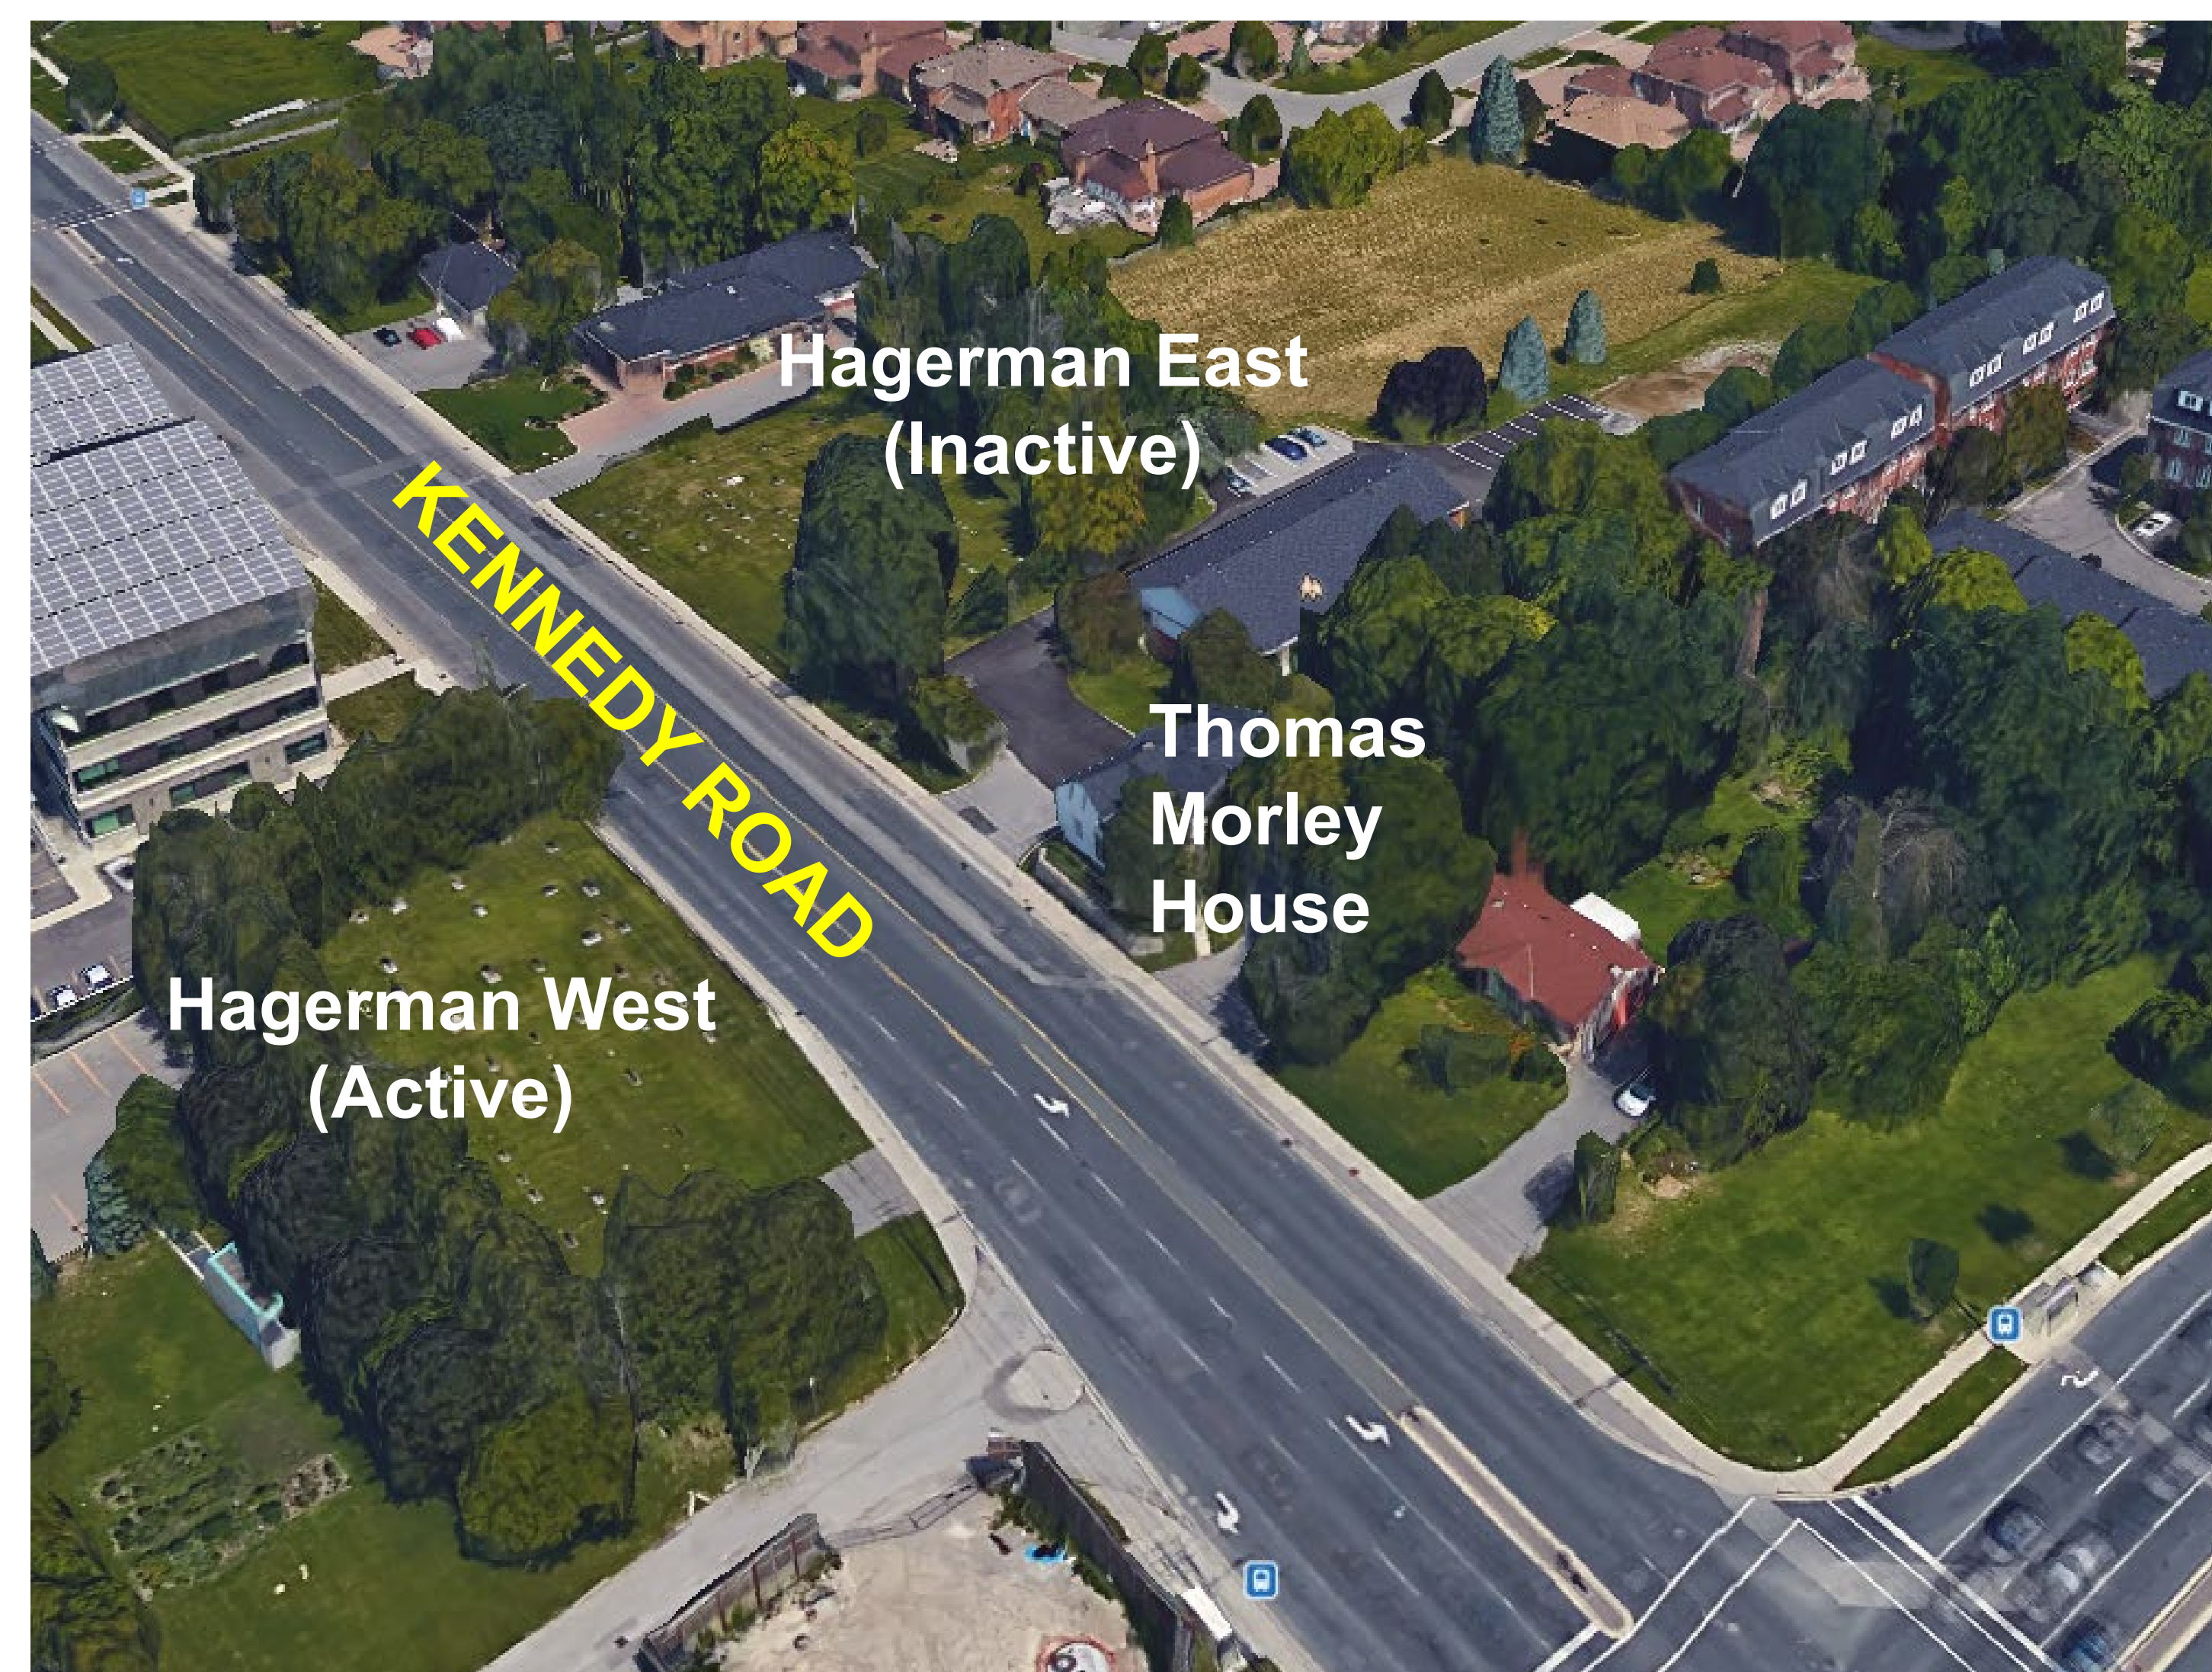 Hagerman East
(Inactive)
KENNEDY ROAD
Thomas
Morley
House
Hagerman West
(Active)